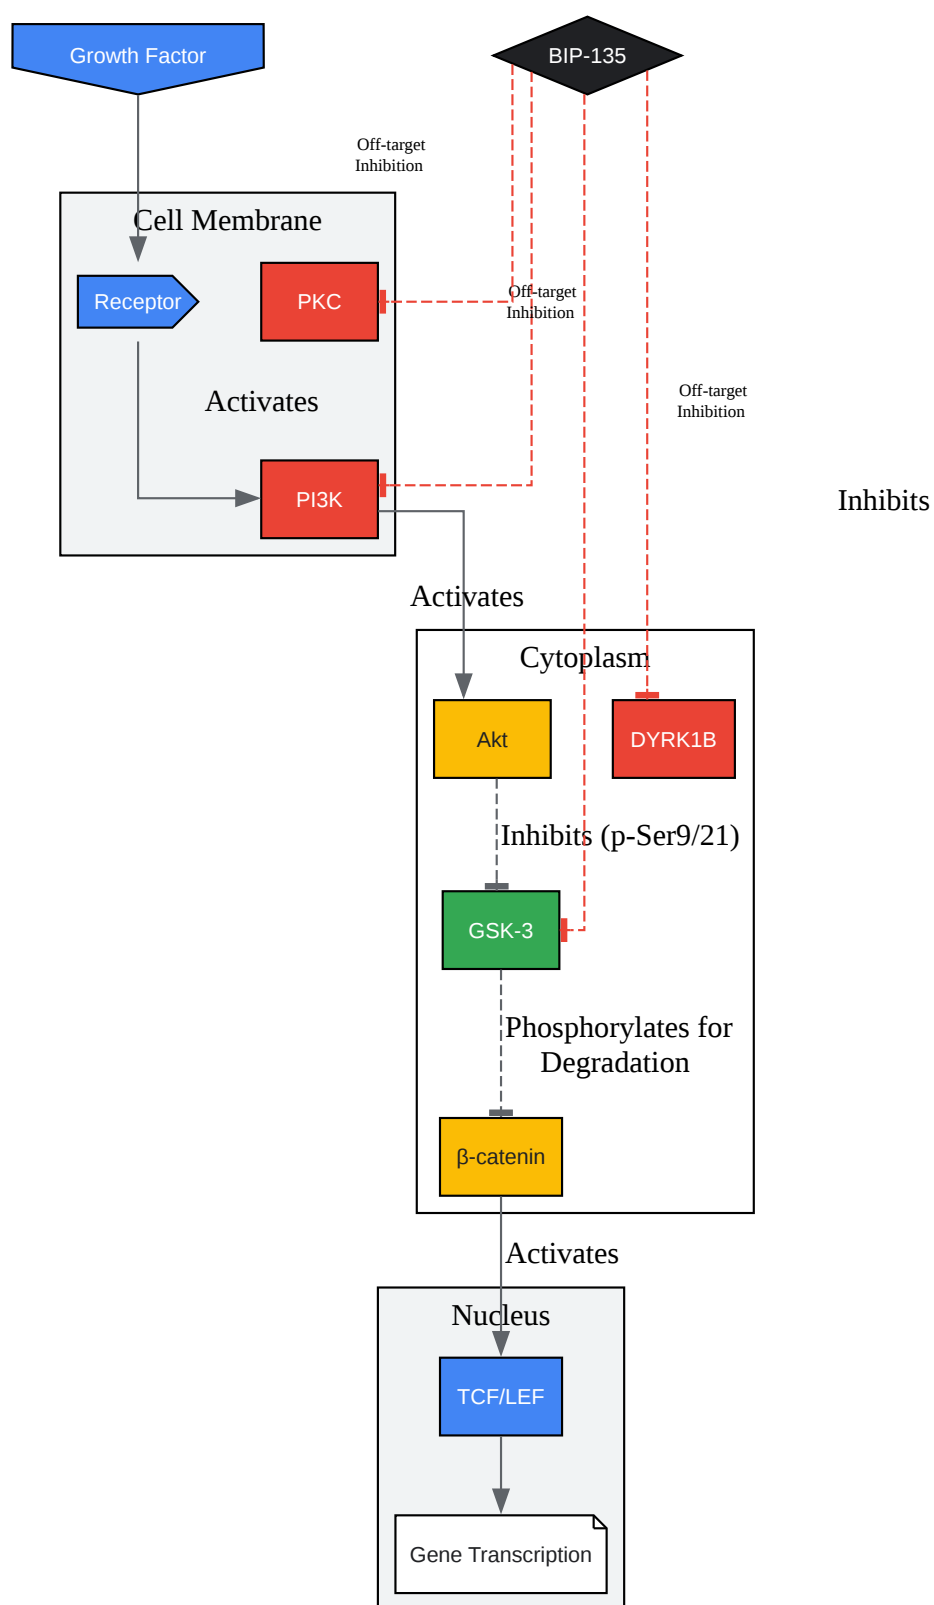 Growth Factor
BIP-135
Off-target
Inhibition
Cell Membrane
Receptor
PKC
Off-target
Inhibition
Activates
Off-target
Inhibition
PI3K
Inhibits
Activates
Cytoplasm
Akt
DYRK1B
Inhibits (p-Ser9/21)
GSK-3
Phosphorylates for
Degradation
β-catenin
Activates
Nucleus
TCF/LEF
Gene Transcription